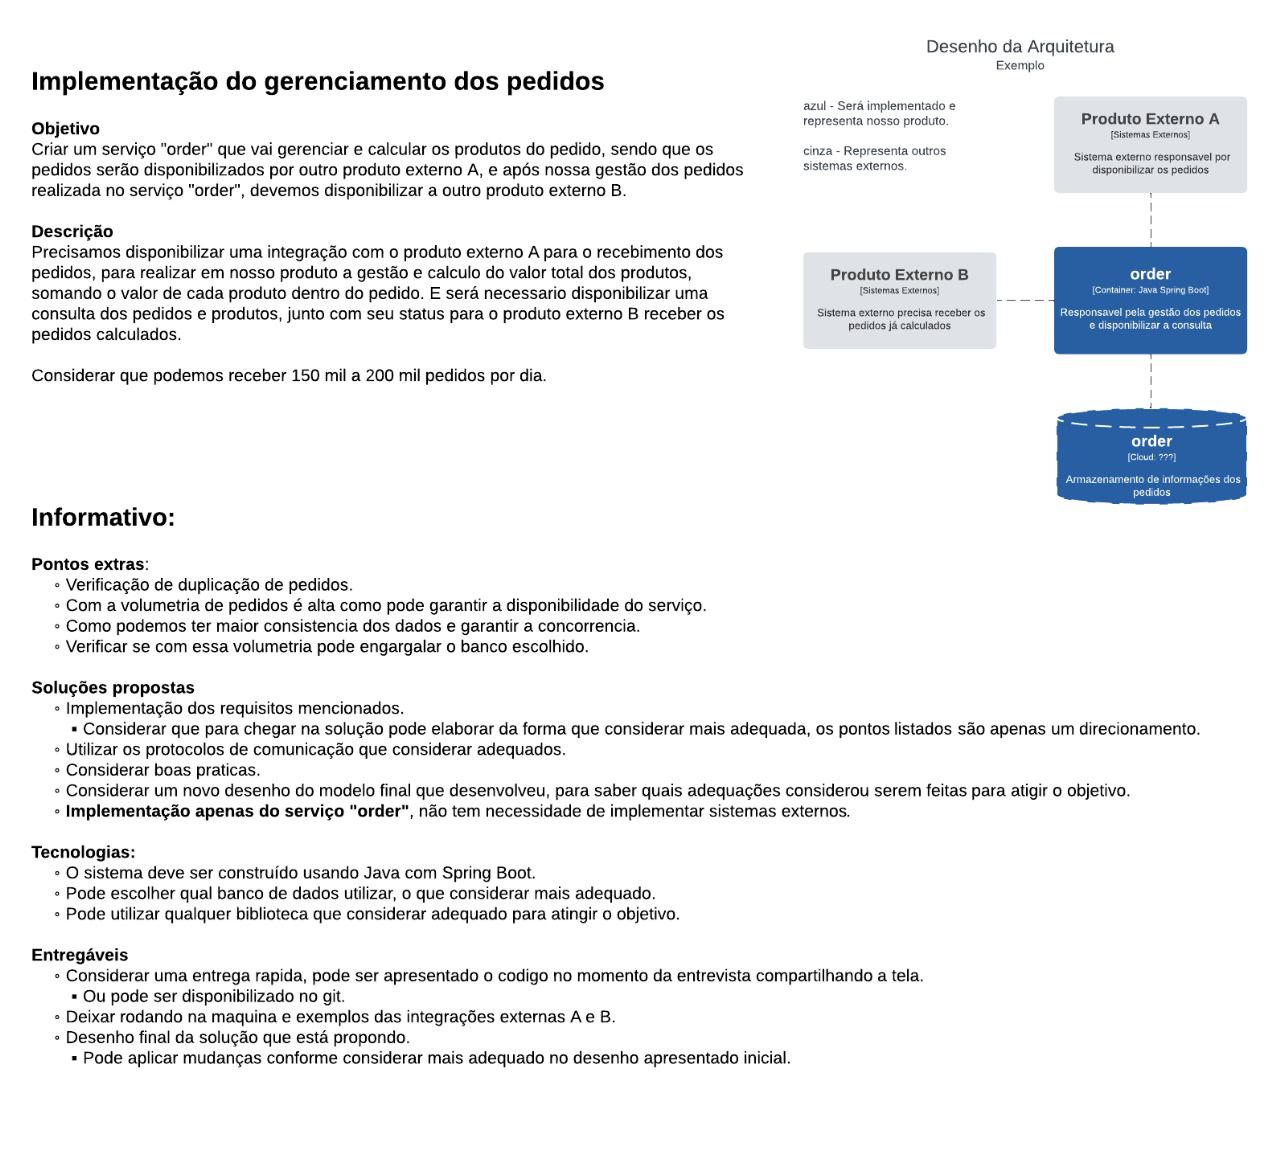 Desenho da Arquitetura
Exemplo
Implementação do gerenciamento dos pedidos
Objetivo
Criar um serviço "order" que vai gerenciar e calcular os produtos do pedido, sendo que os
pedidos serão disponibilizados por outro produto externo A, e após nossa gestão dos pedidos
realizada no serviço "order", devemos disponibilizar a outro produto externo B.
Descrição
Precisamos disponibilizar uma integração com o produto externo A para o recebimento dos
pedidos, para realizar em nosso produto a gestão e calculo do valor total dos produtos,
somando o valor de cada produto dentro do pedido. E será necessario disponibilizar uma
consulta dos pedidos e produtos, junto com seu status para o produto externo B receber os
pedidos calculados.
Considerar que podemos receber 150 mil a 200 mil pedidos por dia.
azul - Será implementado e
representa nosso produto.
cinza - Representa outros
sistemas externos.
Produto Externo A
[Sistemas Externos]
Sistema externo responsavel por
disponibilizar os pedidos
Produto Externo B
[Sistemas Externos]
Sistema externo precisa receber os
pedidos já calculados
order
[Container: Java Spring Boot]
Responsavel pela gestão dos pedidos
e disponibilizar a consulta
order
[Cloud: ???]
Armazenamento de informações dos
pedidos
Informativo:
Pontos extras:
◦ Verificação de duplicação de pedidos.
◦ Com a volumetria de pedidos é alta como pode garantir a disponibilidade do serviço.
◦ Como podemos ter maior consistencia dos dados e garantir a concorrencia.
◦ Verificar se com essa volumetria pode engargalar o banco escolhido.
Soluções propostas
◦ Implementação dos requisitos mencionados.
▪ Considerar que para chegar na solução pode elaborar da forma que considerar mais adequada, os pontos listados são apenas um direcionamento.
◦ Utilizar os protocolos de comunicação que considerar adequados.
◦ Considerar boas praticas.
◦ Considerar um novo desenho do modelo final que desenvolveu, para saber quais adequações considerou serem feitas para atigir o objetivo.
◦ Implementação apenas do serviço "order", não tem necessidade de implementar sistemas externos.
Tecnologias:
◦ O sistema deve ser construído usando Java com Spring Boot.
◦ Pode escolher qual banco de dados utilizar, o que considerar mais adequado.
◦ Pode utilizar qualquer biblioteca que considerar adequado para atingir o objetivo.
Entregáveis
◦ Considerar uma entrega rapida, pode ser apresentado o codigo no momento da entrevista compartilhando a tela.
▪ Ou pode ser disponibilizado no git.
◦ Deixar rodando na maquina e exemplos das integrações externas A e B.
◦ Desenho final da solução que está propondo.
▪ Pode aplicar mudanças conforme considerar mais adequado no desenho apresentado inicial.